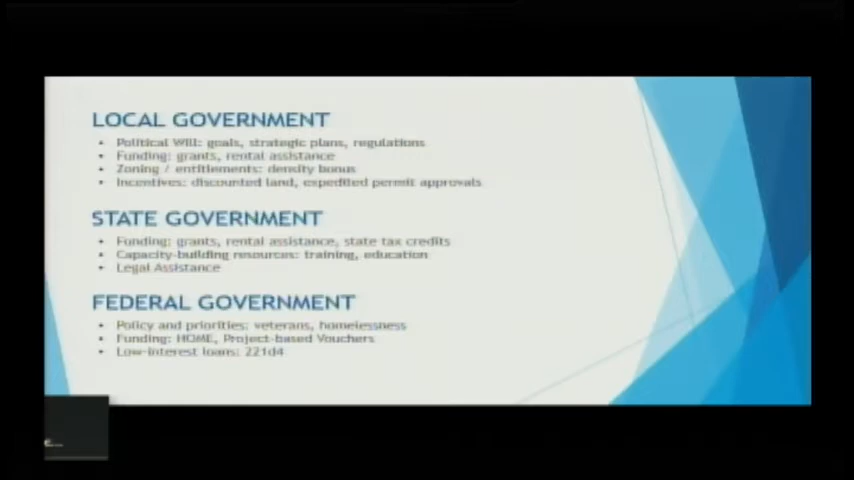 LOCAL GOVERNMENT
• Political Will: goals, strategic plans, regulations
• Funding: grants, rental assistance
• Zoning / entitlements: density bonus
• Incentives: discounted land, expedited permit approvals
STATE GOVERNMENT
• Funding: grants, rental assistance, state tax credits
• Capacity-building resources: training, education
• Legal Assistance
FEDERAL GOVERNMENT
• Policy and priorities: veterans, homelessness
• Funding: HOME, Project-based Vouchers
• Low-interest loans: 221d4